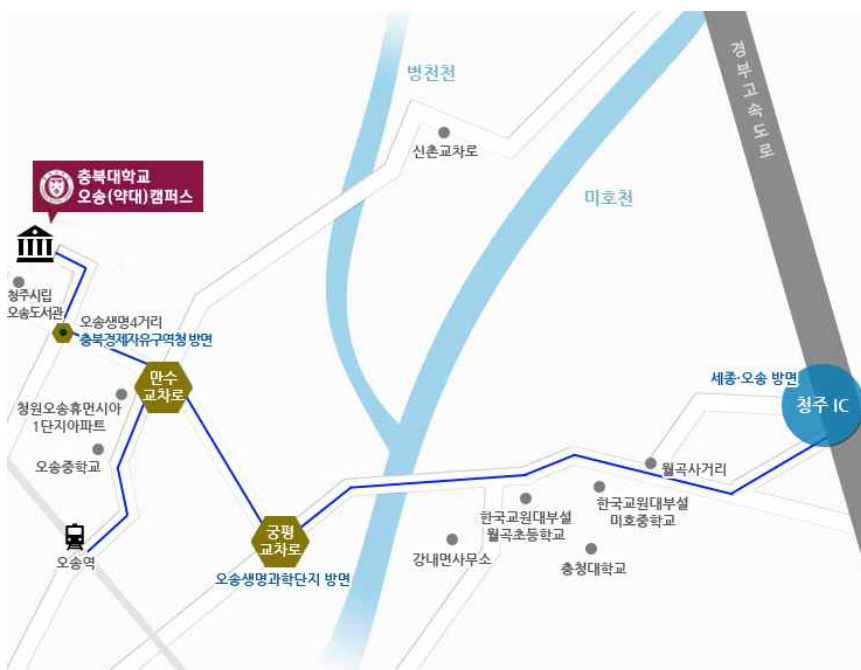 경부고속도로
병천천
신촌교차로
충북대학교
오송(약대)캠퍼스
미호천
청주시립
오송도서관
오송생명4거리
충북경제자유구역청 방면
만수
교차로
세종·오송 방면
청주 IC
청원오송휴먼시아
1단지아파트
오송중학교
월곡사거리
한국교원대부설
미호중학교
한국교원대부설
월곡초등학교
궁평
교차로
강내면사무소
오송역
충청대학교
오송생명과학단지 방면